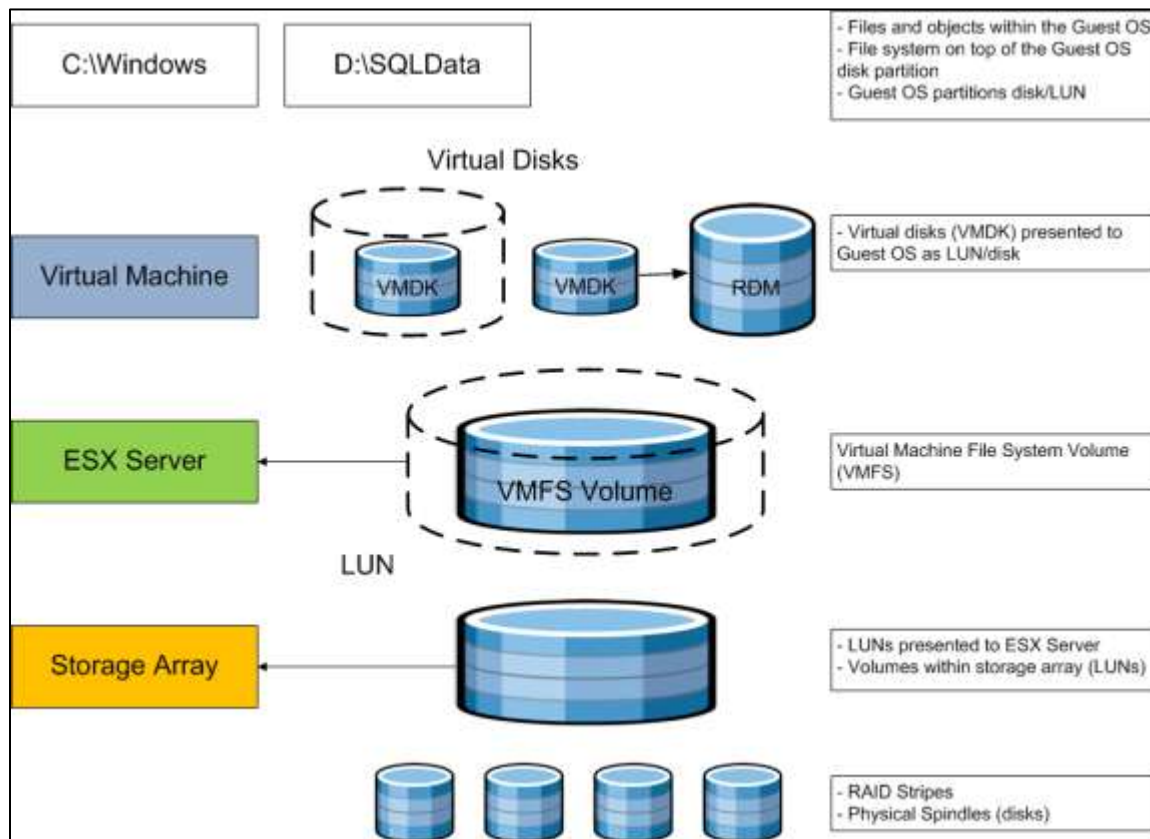 C:\Windows
D:\SQLData
- Files and objects within the Guest OS
- File system on top of the Guest OS
disk partition
- Guest OS partitions disk/LUN
Virtual Disks
Virtual Machine
VMDK
VMDK
RDM
- Virtual disks (VMDK) presented to
Guest OS as LUN/disk
ESX Server
VMFS Volume
Virtual Machine File System Volume
(VMFS)
LUN
Storage Array
- LUNs presented to ESX Server
- Volumes within storage array (LUNs)
- RAID Stripes
- Physical Spindles (disks)